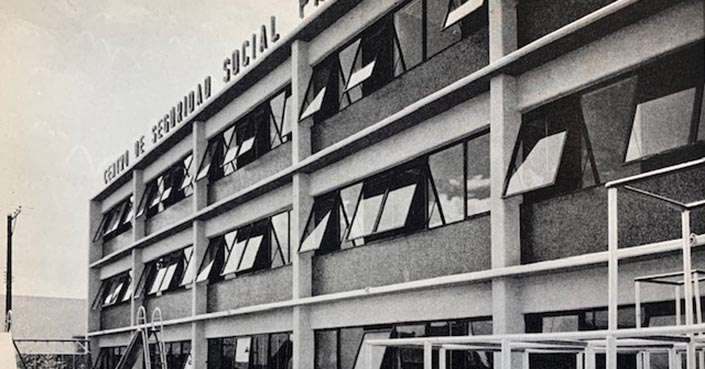 CENTRO DE SEGURIDAD SOCIAL